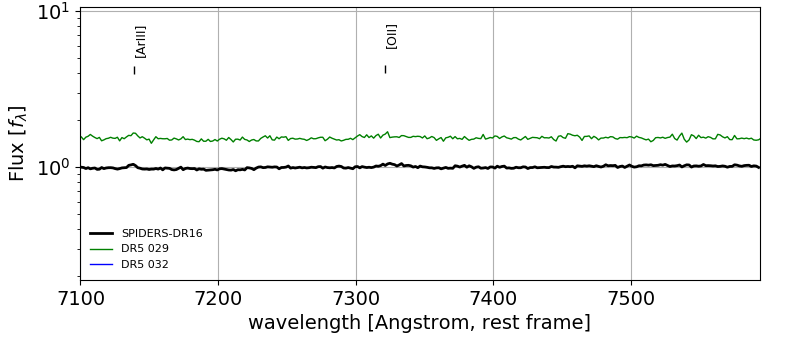 [ArIII]
[OII]
10¹
10⁰
Flux [fλ]
SPIDERS-DR16
DR5 029
DR5 032
7100 7200 7300 7400 7500
wavelength [Angstrom, rest frame]